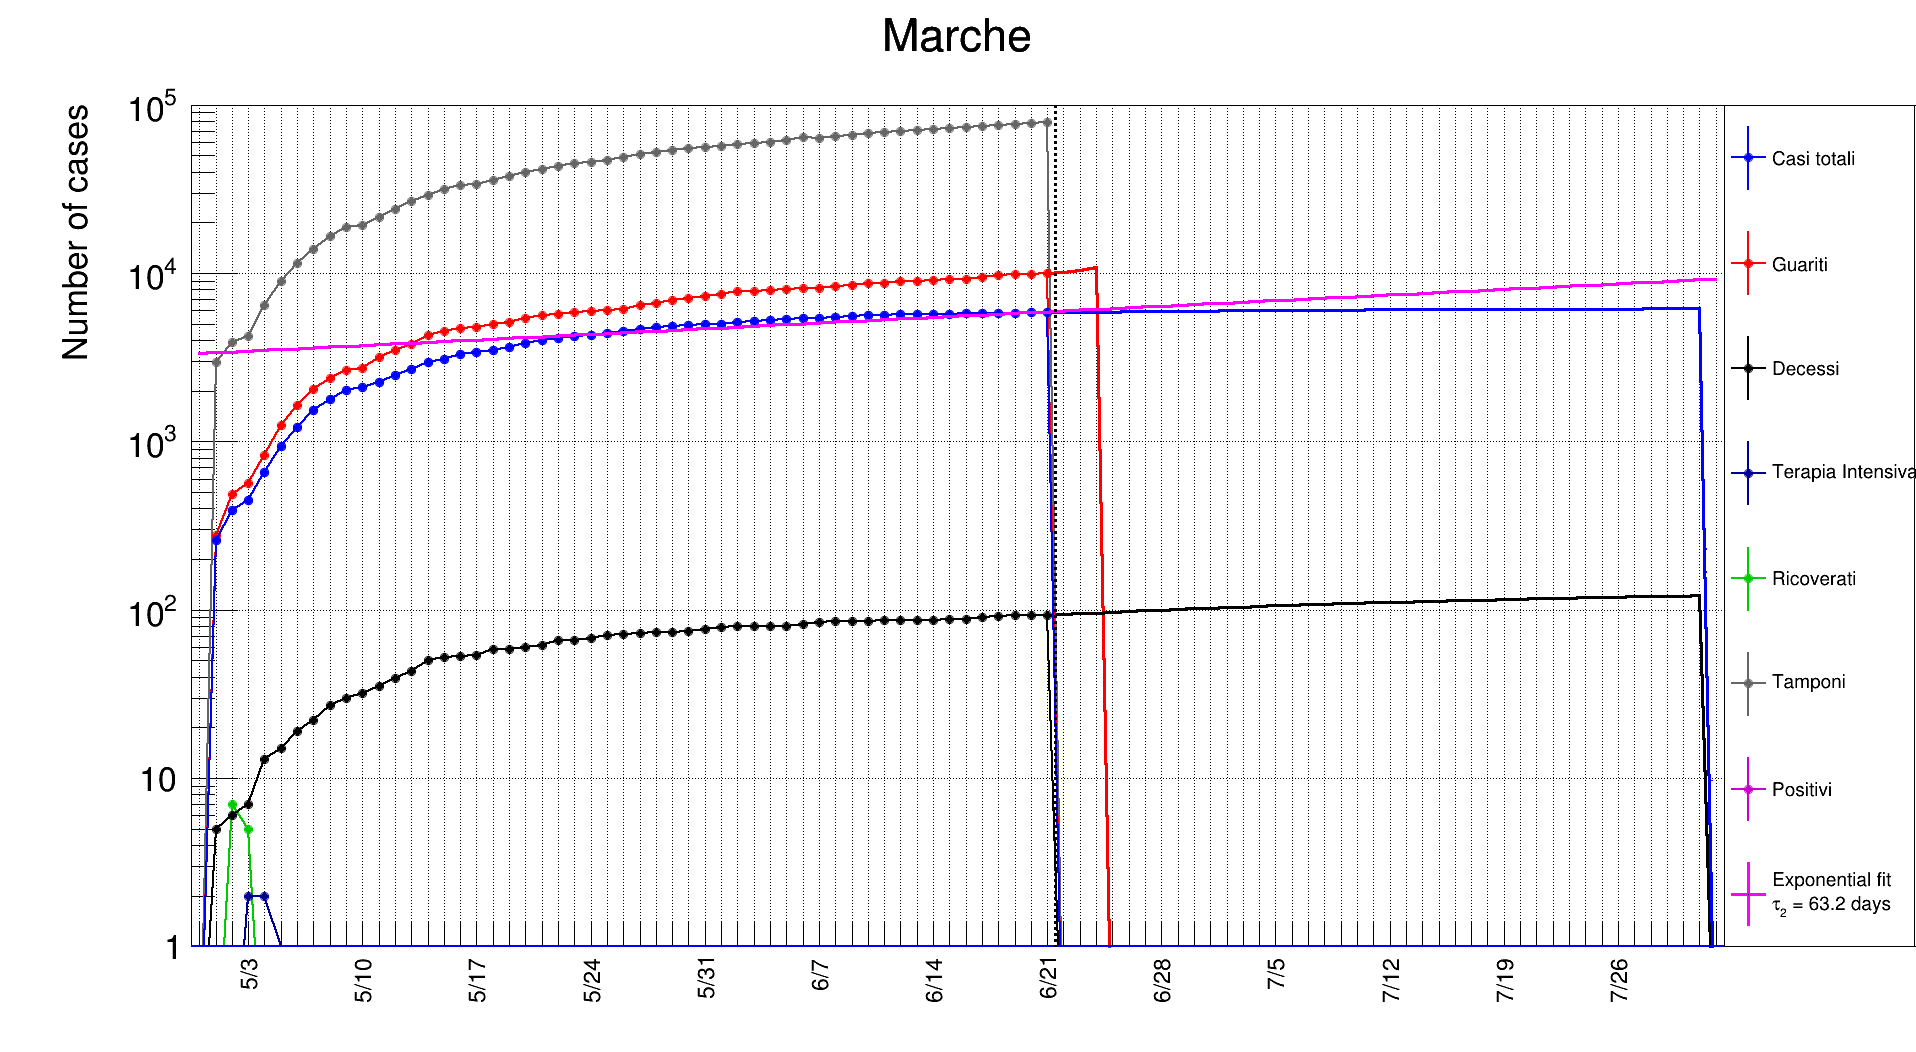 Marche
Number of cases
10^5
10^4
10^3
10^2
10
1
5/3
5/10
5/17
5/24
5/31
6/7
6/14
6/21
6/28
7/5
7/12
7/19
7/26
Casi totali
Guariti
Decessi
Terapia Intensiva
Ricoverati
Tamponi
Positivi
Exponential fit
τ₂ = 63.2 days